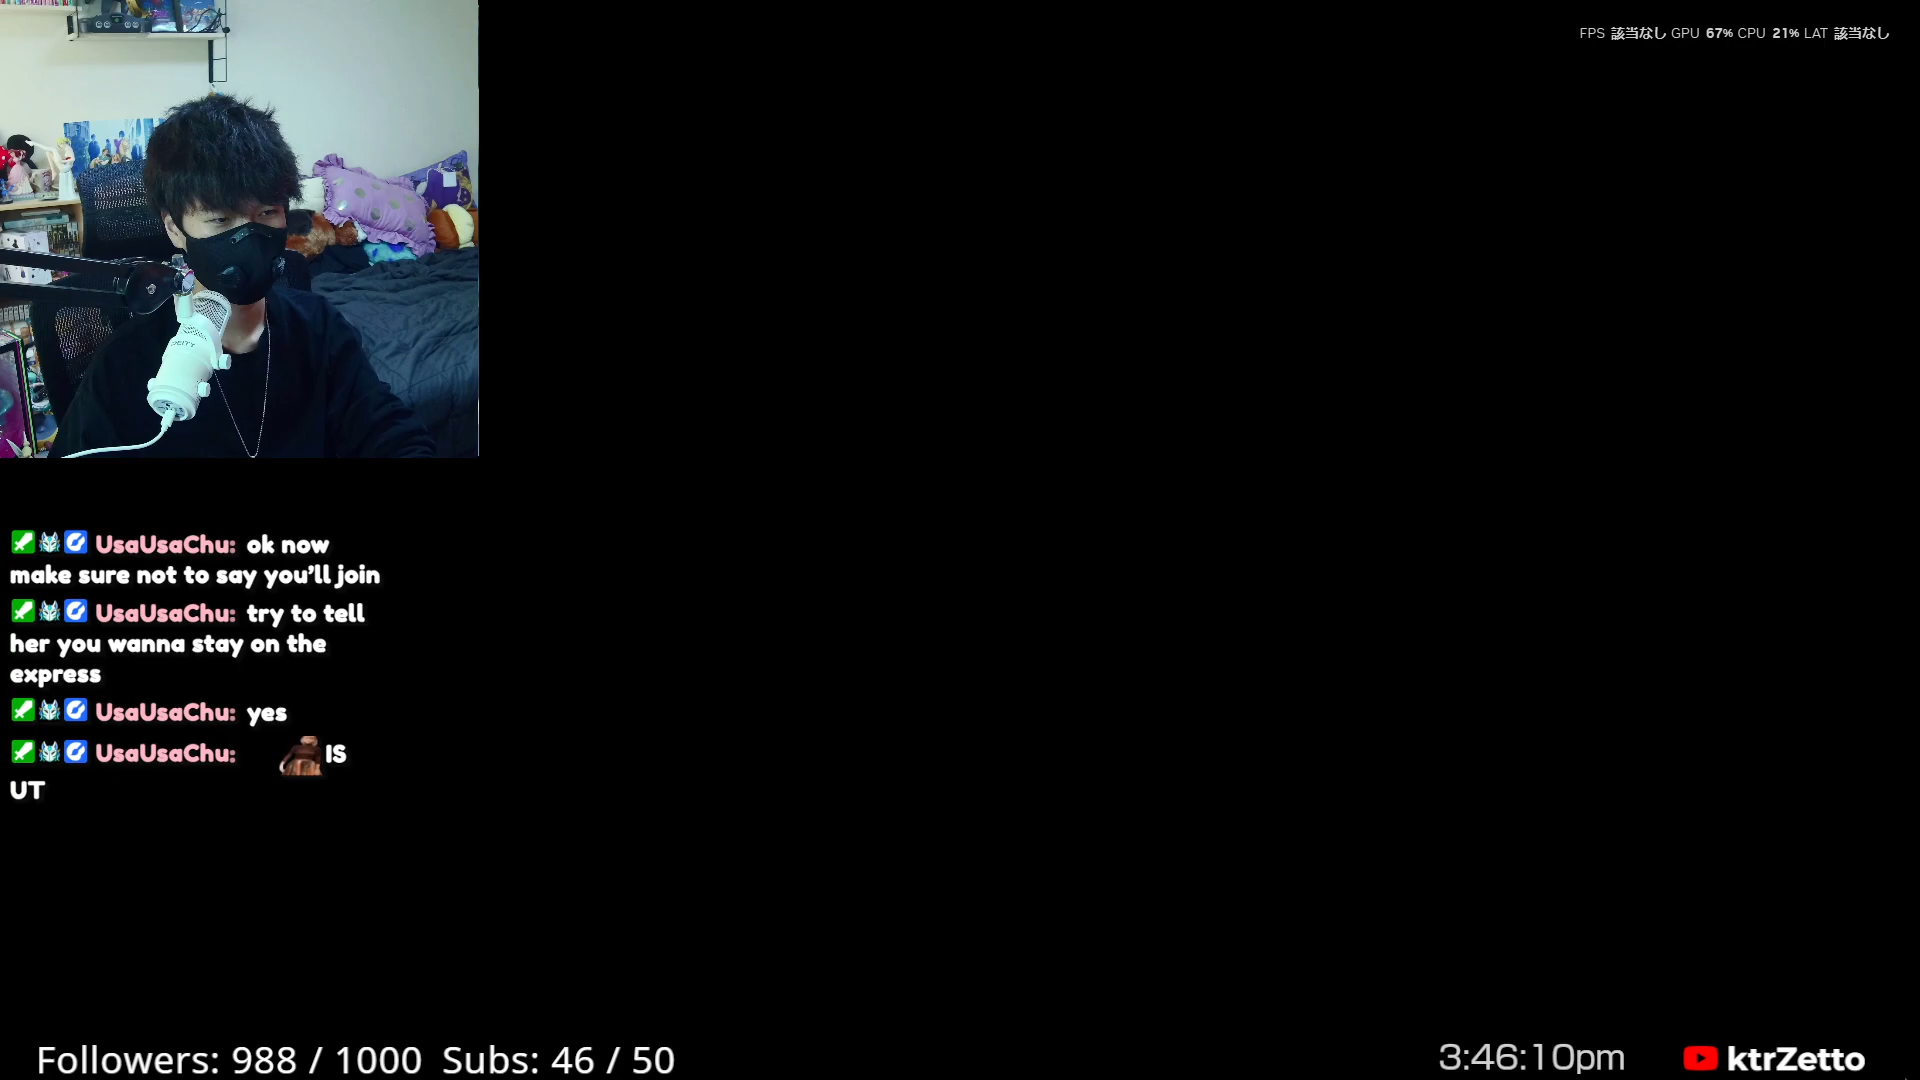 FPS 該当なし GPU 67% CPU 21% LAT 該当なし
DEITY
UsaUsaChu: ok now
make sure not to say you'll join
UsaUsaChu: try to tell
her you wanna stay on the
express
UsaUsaChu: yes
UsaUsaChu: IS
UT
Followers: 988 / 1000 Subs: 46 / 50
3:46:10pm
ktrZetto